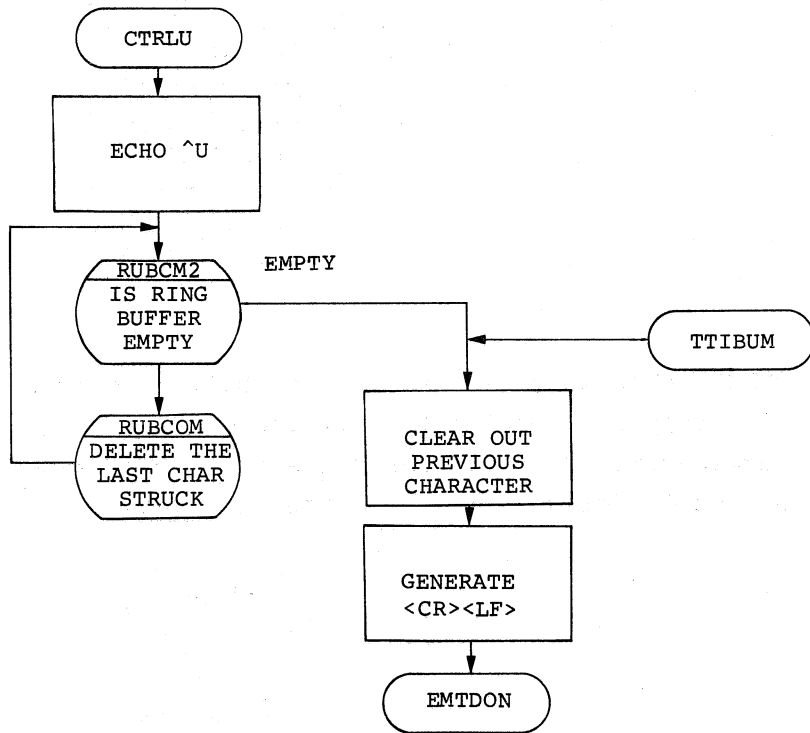 CTRLU
ECHO ^U
RUBCM2
IS RING
BUFFER
EMPTY
EMPTY
RUBCOM
DELETE THE
LAST CHAR
STRUCK
TTIBUM
CLEAR OUT
PREVIOUS
CHARACTER
GENERATE
<CR><LF>
EMTDON